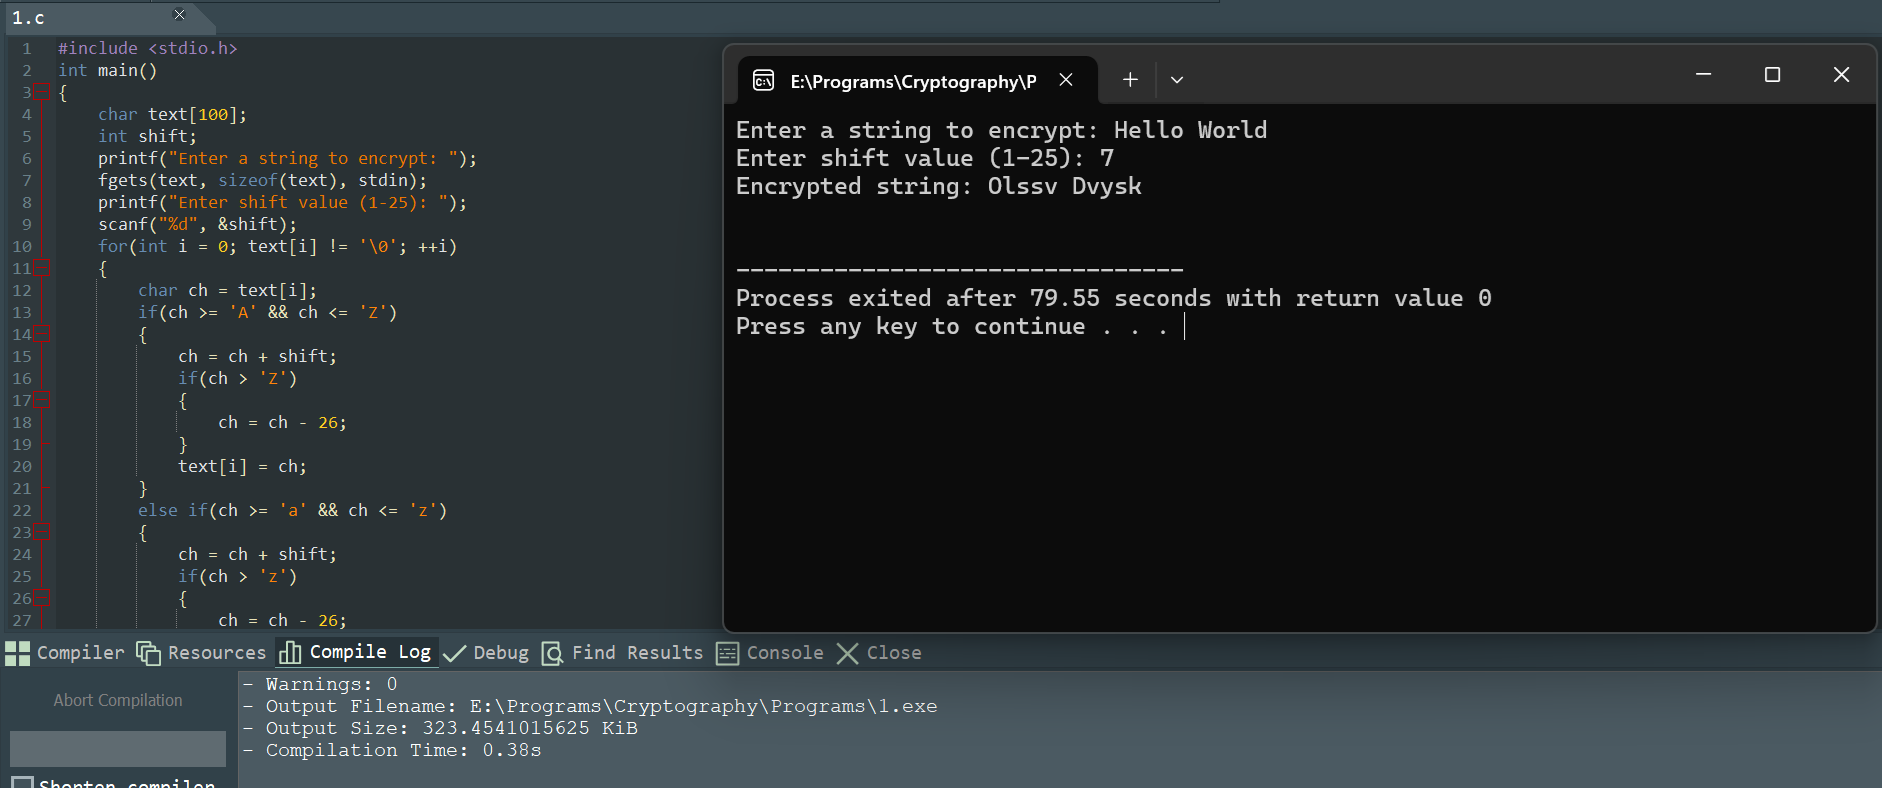 1.c
1 #include <stdio.h>
2 int main()
3 {
4 char text[100];
5 int shift;
6 printf("Enter a string to encrypt: ");
7 fgets(text, sizeof(text), stdin);
8 printf("Enter shift value (1-25): ");
9 scanf("%d", &shift);
10 for(int i = 0; text[i] != '\0'; ++i)
11 {
12 char ch = text[i];
13 if(ch >= 'A' && ch <= 'Z')
14 {
15 ch = ch + shift;
16 if(ch > 'Z')
17 {
18 ch = ch - 26;
19 }
20 text[i] = ch;
21 }
22 else if(ch >= 'a' && ch <= 'z')
23 {
24 ch = ch + shift;
25 if(ch > 'z')
26 {
27 ch = ch - 26;
E:\Programs\Cryptography\P
Enter a string to encrypt: Hello World
Enter shift value (1-25): 7
Encrypted string: Olssv Dvysk
--------------------------------
Process exited after 79.55 seconds with return value 0
Press any key to continue . . .
Compiler Resources Compile Log Debug Find Results Console Close
Abort Compilation
Shorten compiler
- Warnings: 0
- Output Filename: E:\Programs\Cryptography\Programs\1.exe
- Output Size: 323.4541015625 KiB
- Compilation Time: 0.38s